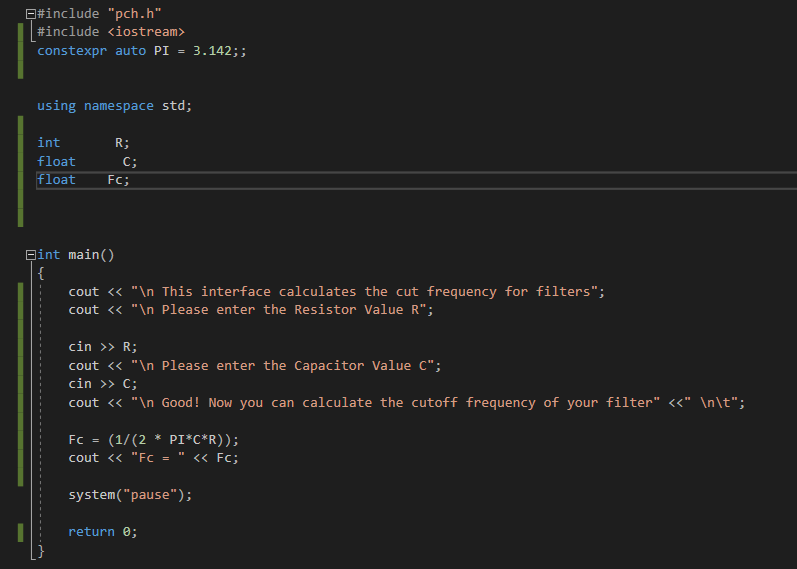 #include "pch.h"
#include <iostream>
constexpr auto PI = 3.142;;
using namespace std;
int R;
float C;
float Fc;
int main()
{
cout << "\n This interface calculates the cut frequency for filters";
cout << "\n Please enter the Resistor Value R";
cin >> R;
cout << "\n Please enter the Capacitor Value C";
cin >> C;
cout << "\n Good! Now you can calculate the cutoff frequency of your filter" <<" \n\t";
Fc = (1/(2 * PI*C*R));
cout << "Fc = " << Fc;
system("pause");
return 0;
}